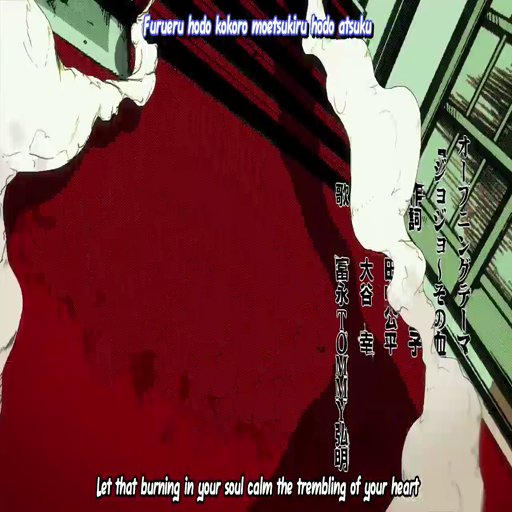 Furueru hodo kokoro moetsukiru hodo atsuku
オープニングテーマ
『ジョジョ～その血
作詞
子
公平
大谷 幸
歌
富永TOMMY弘明
Let that burning in your soul calm the trembling of your heart